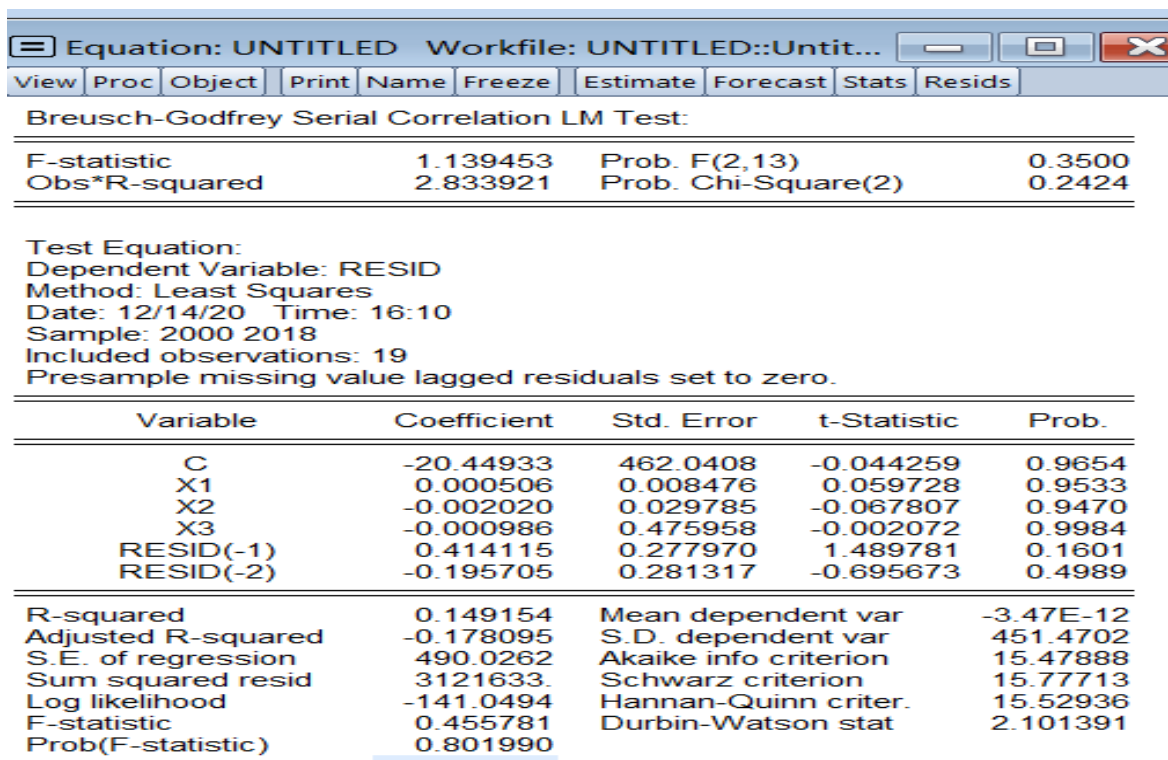 Equation: UNTITLED Workfile: UNTITLED::Untit...
View Proc Object Print Name Freeze Estimate Forecast Stats Resids
Breusch-Godfrey Serial Correlation LM Test:
F-statistic 1.139453 Prob. F(2,13) 0.3500
Obs*R-squared 2.833921 Prob. Chi-Square(2) 0.2424
Test Equation:
Dependent Variable: RESID
Method: Least Squares
Date: 12/14/20 Time: 16:10
Sample: 2000 2018
Included observations: 19
Presample missing value lagged residuals set to zero.
Variable Coefficient Std. Error t-Statistic Prob.
C -20.44933 462.0408 -0.044259 0.9654
X1 0.000506 0.008476 0.059728 0.9533
X2 -0.002020 0.029785 -0.067807 0.9470
X3 -0.000986 0.475958 -0.002072 0.9984
RESID(-1) 0.414115 0.277970 1.489781 0.1601
RESID(-2) -0.195705 0.281317 -0.695673 0.4989
R-squared 0.149154 Mean dependent var -3.47E-12
Adjusted R-squared -0.178095 S.D. dependent var 451.4702
S.E. of regression 490.0262 Akaike info criterion 15.47888
Sum squared resid 3121633. Schwarz criterion 15.77713
Log likelihood -141.0494 Hannan-Quinn criter. 15.52936
F-statistic 0.455781 Durbin-Watson stat 2.101391
Prob(F-statistic) 0.801990